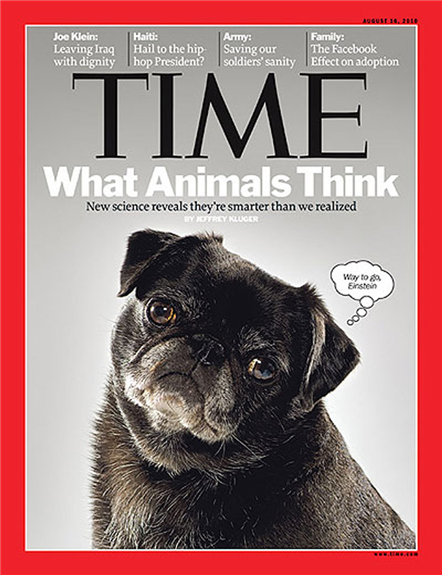 AUGUST 16, 2010
Joe Klein:
Leaving Iraq
with dignity
Haiti:
Hail to the hip-
hop President?
Army:
Saving our
soldiers' sanity
Family:
The Facebook
Effect on adoption
TIME
What Animals Think
New science reveals they're smarter than we realized
BY JEFFREY KLUGER
Way to go,
Einstein
www.time.com